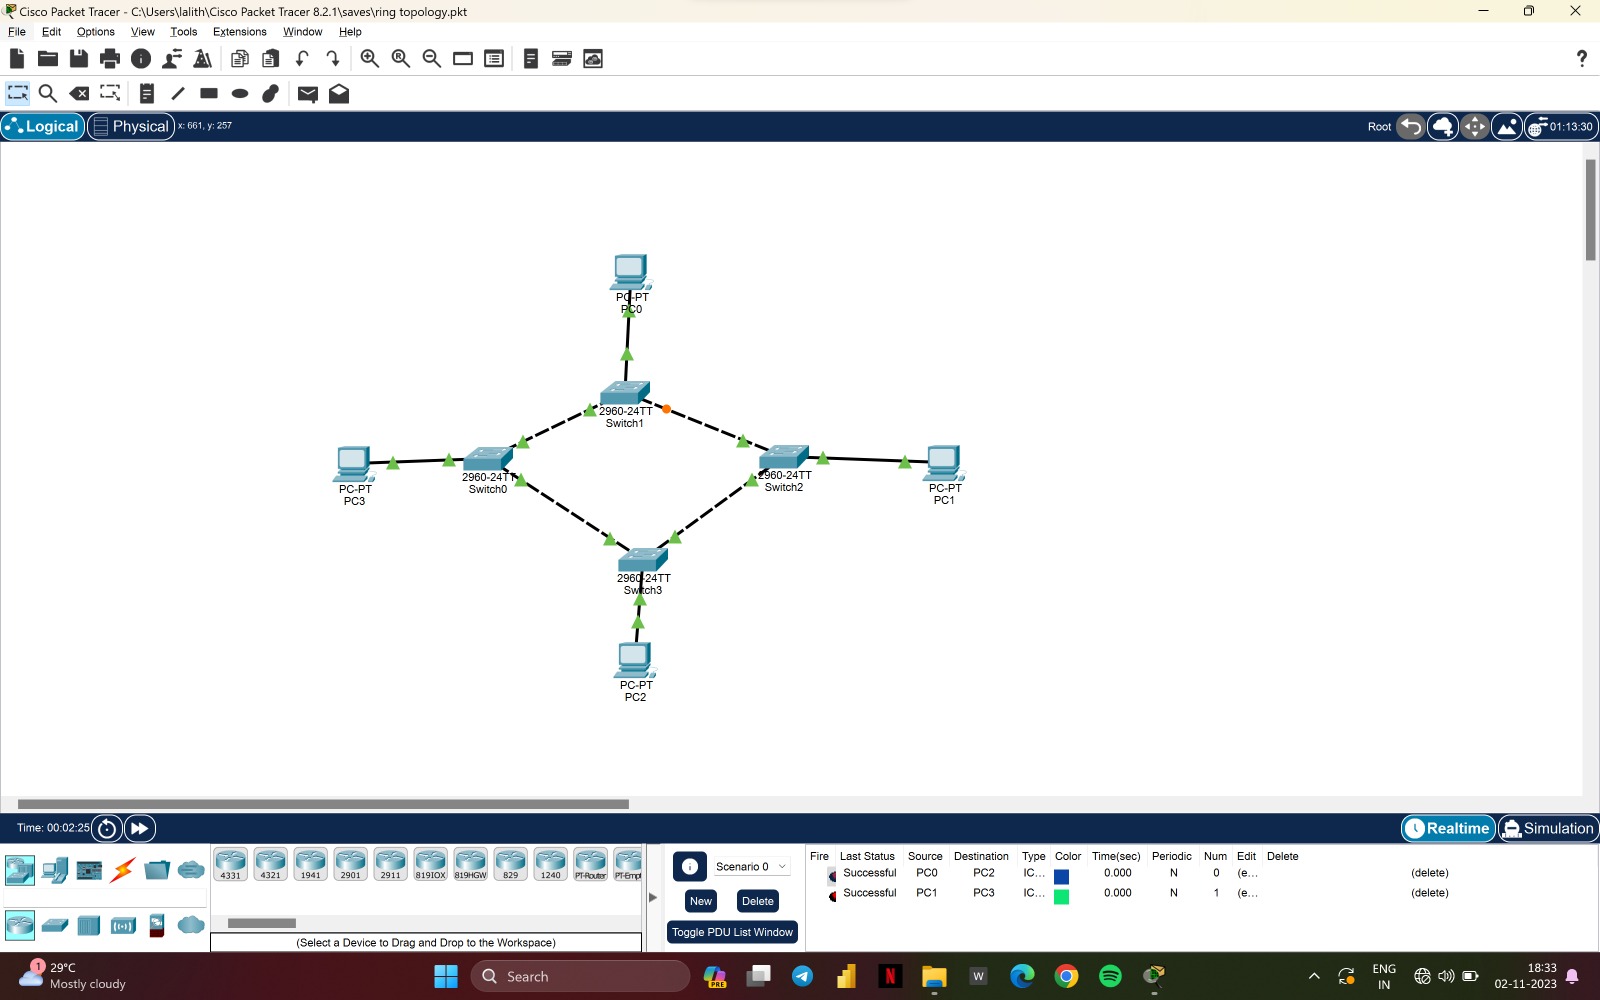 Cisco Packet Tracer - C:\Users\lalith\Cisco Packet Tracer 8.2.1\saves\ring topology.pkt
File Edit Options View Tools Extensions Window Help
Logical Physical x: 661, y: 257 Root 01:13:30
PC-PT
PC0
2960-24TT
Switch1
PC-PT
PC3
2960-24TT
Switch0
2960-24TT
Switch2
PC-PT
PC1
2960-24TT
Switch3
PC-PT
PC2
Time: 00:02:25 Realtime Simulation
4331 4321 1941 2901 2911 819IOX 819HGW 829 1240 PT-Router PT-Empt
(Select a Device to Drag and Drop to the Workspace)
Scenario 0
New Delete
Toggle PDU List Window
Fire Last Status Source Destination Type Color Time(sec) Periodic Num Edit Delete
Successful PC0 PC2 IC... 0.000 N 0 (e... (delete)
Successful PC1 PC3 IC... 0.000 N 1 (e... (delete)
1 29°C
Mostly cloudy
Search
PRE
N
W
ENG
IN
18:33
02-11-2023